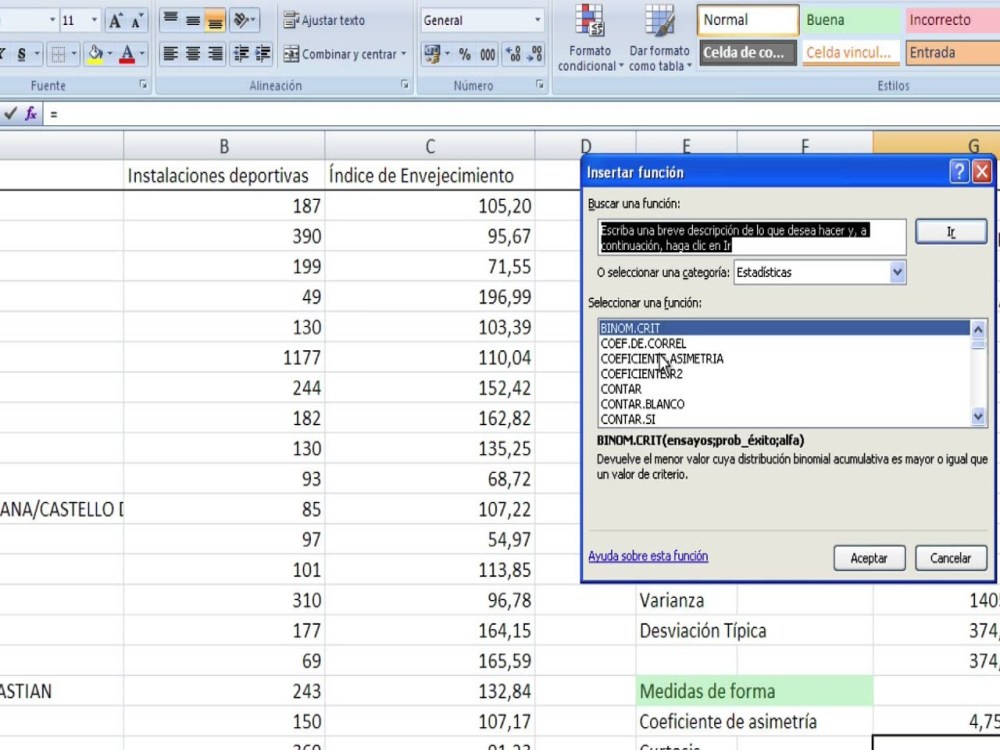 11 A A Ajustar texto General Normal Buena Incorrecto
S A Combinar y centrar % 000 Formato condicional Dar formato como tabla Celda de co... Celda vincul... Entrada
Fuente Alineación Número Estilos
fx =
B C D E F G
Instalaciones deportivas Índice de Envejecimiento
187 105,20
390 95,67
199 71,55
49 196,99
130 103,39
1177 110,04
244 152,42
182 162,82
130 135,25
93 68,72
ANA/CASTELLO D 85 107,22
97 54,97
101 113,85
310 96,78
177 164,15
69 165,59
ASTIAN 243 132,84
150 107,17
Insertar función
Buscar una función:
Escriba una breve descripción de lo que desea hacer y, a
continuación, haga clic en Ir
Ir
O seleccionar una categoría: Estadísticas
Seleccionar una función:
BINOM.CRIT
COEF.DE.CORREL
COEFICIENTE.ASIMETRIA
COEFICIENTE.R2
CONTAR
CONTAR.BLANCO
CONTAR.SI
BINOM.CRIT(ensayos;prob_éxito;alfa)
Devuelve el menor valor cuya distribución binomial acumulativa es mayor o igual que
un valor de criterio.
Ayuda sobre esta función Aceptar Cancelar
Varianza 140
Desviación Típica 374,
374,
Medidas de forma
Coeficiente de asimetría 4,75